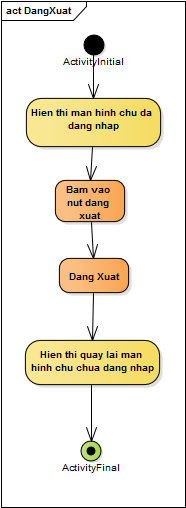 act DangXuat
ActivityInitial
Hien thi man hinh chu da
dang nhap
Bam vao
nut dang
xuat
Dang Xuat
Hien thi quay lai man
hinh chu chua dang nhap
ActivityFinal